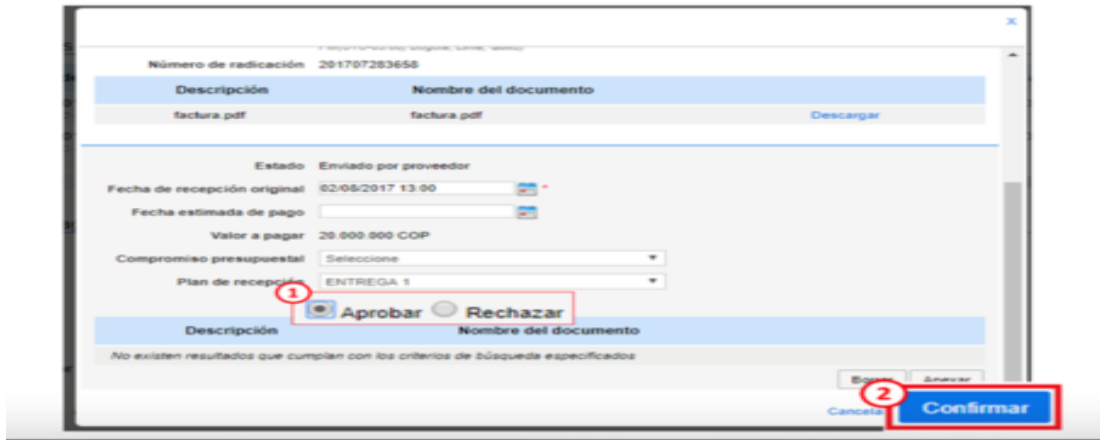 ×
Número de radicación 201707283658
Descripción Nombre del documento
factura.pdf factura.pdf Descargar
Estado Enviado por proveedor
Fecha de recepción original 02/08/2017 13:00 *
Fecha estimada de pago
Valor a pagar 20.000.000 COP
Compromiso presupuestal Seleccione
Plan de recepción ENTREGA 1
1
Aprobar Rechazar
Descripción Nombre del documento
No existen resultados que cumplan con los criterios de búsqueda especificados
Borrar Anexar
2
Cancelar Confirmar